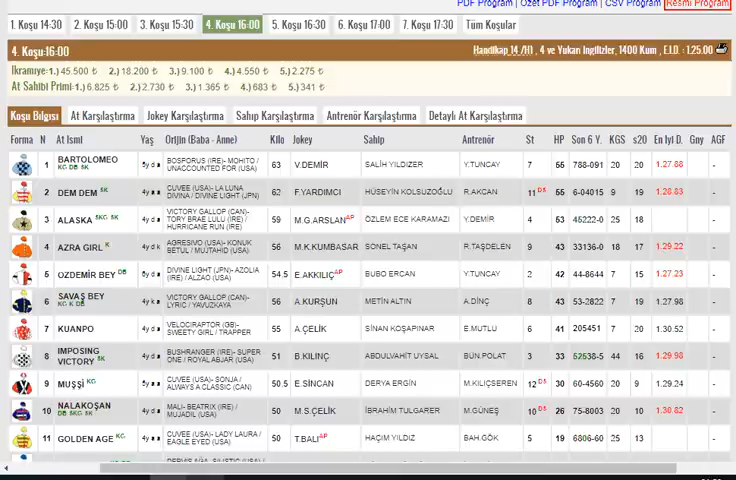 PDF Program | Özet PDF Program | CSV Program | Resmi Program
1. Koşu 14:30 2. Koşu 15:00 3. Koşu 15:30 4. Koşu 16:00 5. Koşu 16:30 6. Koşu 17:00 7. Koşu 17:30 Tüm Koşular
4. Koşu:16:00 Handikap 14 /H1 , 4 ve Yukarı İngilizler, 1400 Kum , E.İ.D. : 1.25.00
İkramiye: 1.) 45.500 ₺ 2.) 18.200 ₺ 3.) 9.100 ₺ 4.) 4.550 ₺ 5.) 2.275 ₺
At Sahibi Primi: 1.) 6.825 ₺ 2.) 2.730 ₺ 3.) 1.365 ₺ 4.) 683 ₺ 5.) 341 ₺
Koşu Bilgisi At Karşılaştırma Jokey Karşılaştırma Sahip Karşılaştırma Antrenör Karşılaştırma Detaylı At Karşılaştırma
Forma N At İsmi Yaş Orijin (Baba - Anne) Kilo Jokey Sahip Antrenör St HP Son 6 Y. KGS s20 En İyi D. Gny AGF
BOSPORUS (IRE)- MOHITO /
1 BARTOLOMEO 5y d a 63 V.DEMİR SALİH YILDIZER Y.TUNCAY 7 55 788-091 20 20 1.27.88 -
KG DB SK UNACCOUNTED FOR (USA)
CUVEE (USA)- LA LUNA
2 DEM DEM SK 4y a a 62 F.YARDIMCI HÜSEYİN KOLSUZOĞLU R.AKCAN 11 DS 55 6-04015 9 19 1.28.83 -
DIVINA / DIVINE LIGHT (JPN)
VICTORY GALLOP (CAN)-
3 ALASKA SKG SK TORY BRAE LULU (IRE) / 59 M.G.ARSLAN AP ÖZLEM ECE KARAMAZI Y.DEMİR 4 53 45222-0 25 18 -
HURRICANE RUN (IRE)
AGRESIVO (USA)- KONUK
4 AZRA GIRL K 4y d k 56 M.K.KUMBASAR SONEL TAŞAN R.TAŞDELEN 9 43 33136-0 18 17 1.29.22 -
BETUL / MUJTAHID (USA)
DIVINE LIGHT (JPN)- AZOLIA
5 OZDEMİR BEY DB 5y d a 54.5 E.AKKILIÇ AP BUBO ERCAN Y.TUNCAY 2 42 44-8644 7 15 1.27.23 -
(IRE) / ALZAO (USA)
6 SAVAŞ BEY 4y k a VICTORY GALLOP (CAN)- 56 A.KURŞUN METİN ALTIN A.DİNÇ 8 43 53-2822 7 19 1.27.98 -
KG K DB LYRIC / YAVUZKAYA
VELOCIRAPTOR (GB)-
7 KUANPO 4y d a 55 A.ÇELİK SİNAN KOŞAPINAR E.MUTLU 6 41 205451 7 20 1.30.52 -
SWEETY GIRL / TRAPPER
8 IMPOSING 4y d a BUSHRANGER (IRE)- SUPER 51 B.KILINÇ ABDULVAHİT UYSAL BÜN.POLAT 3 33 52538-5 44 16 1.29.98 -
VICTORY SK ONE / ROYAL ABJAR (USA)
CUVEE (USA)- SONJA /
9 MUŞŞİ KG 5y a a 50.5 E.SİNCAN DERYA ERGİN M.KILIÇSEREN 12 DS 30 60-4560 20 9 1.29.24 -
ALWAYS A CLASSIC (CAN)
10 NALAKOŞAN 4y d a MALI- BEATRIX (IRE) / 50 M.S.ÇELİK İBRAHİM TULGARER M.GÜNEŞ 10 DS 26 75-8003 20 10 1.30.82 -
DB SKG SK MUJADIL (USA)
CUVEE (USA)- LADY LAURA /
11 GOLDEN AGE KG 50 T.BALI AP HAÇIM YILDIZ BAH.GÖK 5 19 6806-60 25 13 -
EAGLE EYED (USA)